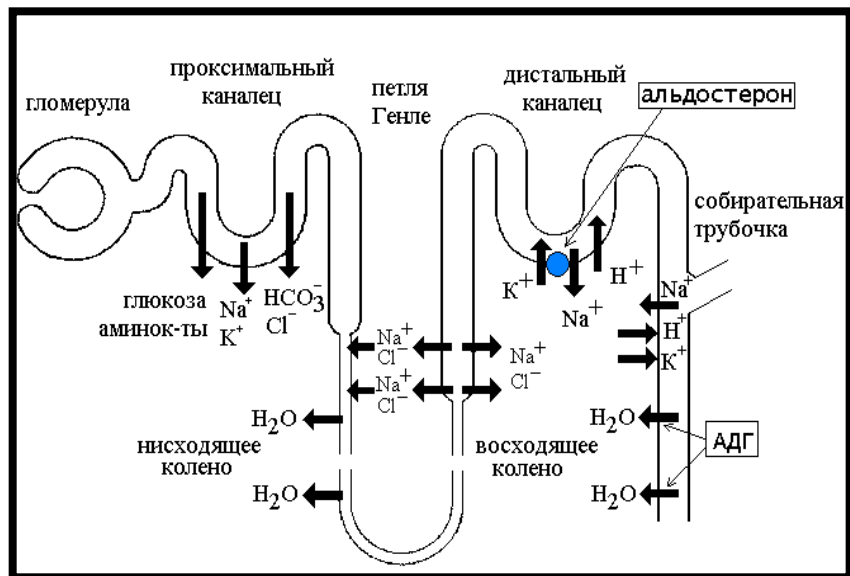 гломерула
проксимальный
каналец
петля
Генле
дистальный
каналец
альдостерон
собирательная
трубочка
глюкоза
аминок-ты
Na⁺
K⁺
HCO₃⁻
Cl⁻
K⁺
Na⁺
H⁺
Na⁺
H⁺
K⁺
Na⁺
Cl⁻
Na⁺
Cl⁻
Na⁺
Cl⁻
H₂O
нисходящее
колено
H₂O
восходящее
колено
H₂O
АДГ
H₂O